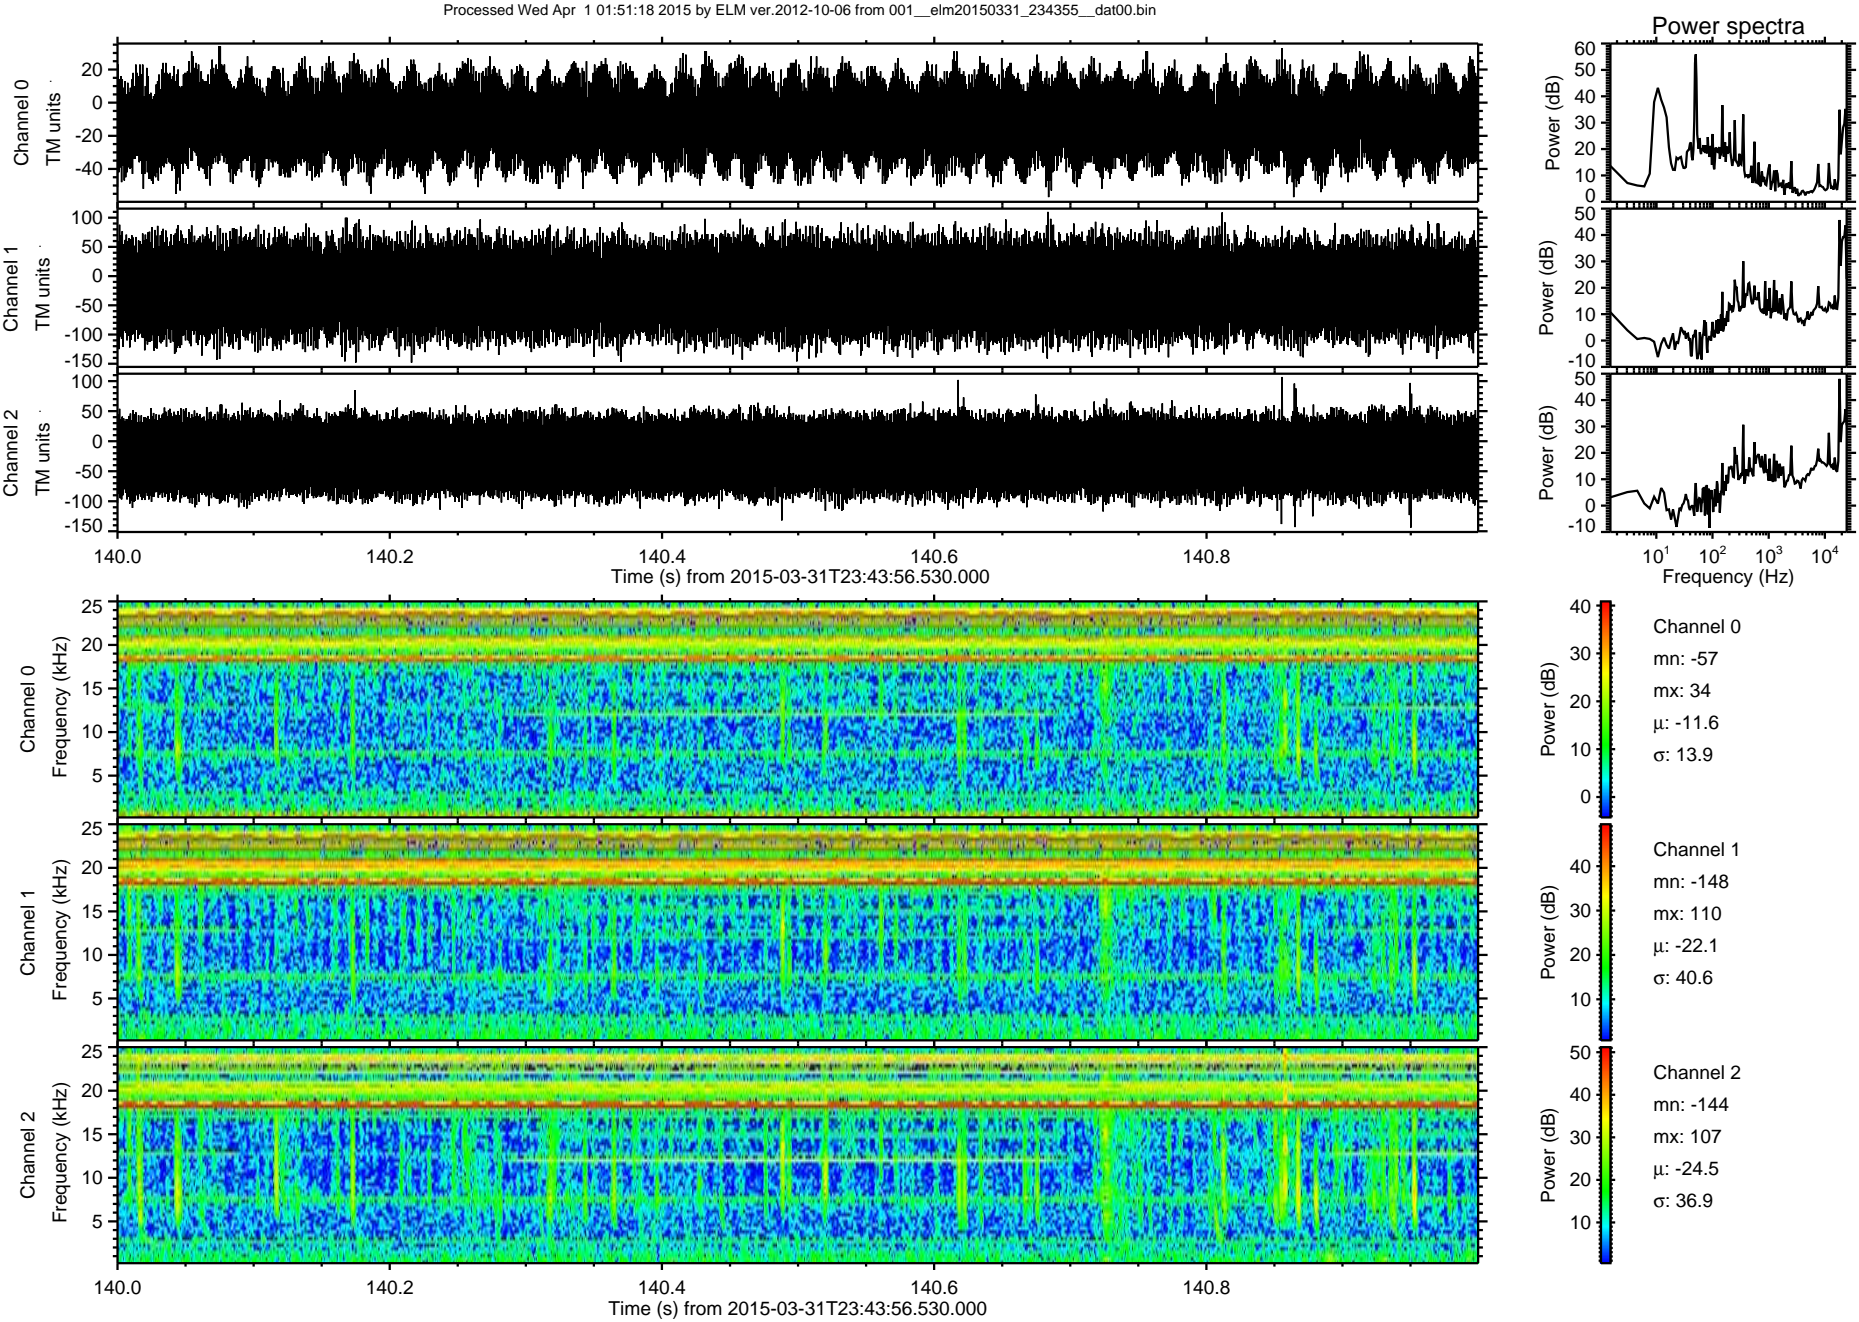 Processed Wed Apr  1 01:51:18 2015 by ELM ver.2012-10-06 from 001__elm20150331_234355__dat00.bin
Power spectra
Channel 0
TM units
20
0
-20
-40
Power (dB)
60
50
40
30
20
10
0
Channel 1
TM units
100
50
0
-50
-100
-150
Power (dB)
50
40
30
20
10
0
-10
Channel 2
TM units
100
50
0
-50
-100
-150
Power (dB)
50
40
30
20
10
0
-10
140.0 140.2 140.4 140.6 140.8
Time (s) from 2015-03-31T23:43:56.530.000
10¹ 10² 10³ 10⁴
Frequency (Hz)
Channel 0
Frequency (kHz)
25
20
15
10
5
Power (dB)
40
30
20
10
0
Channel 0
mn: -57
mx: 34
µ: -11.6
σ: 13.9
Channel 1
Frequency (kHz)
25
20
15
10
5
Power (dB)
40
30
20
10
Channel 1
mn: -148
mx: 110
µ: -22.1
σ: 40.6
Channel 2
Frequency (kHz)
25
20
15
10
5
Power (dB)
50
40
30
20
10
Channel 2
mn: -144
mx: 107
µ: -24.5
σ: 36.9
140.0 140.2 140.4 140.6 140.8
Time (s) from 2015-03-31T23:43:56.530.000